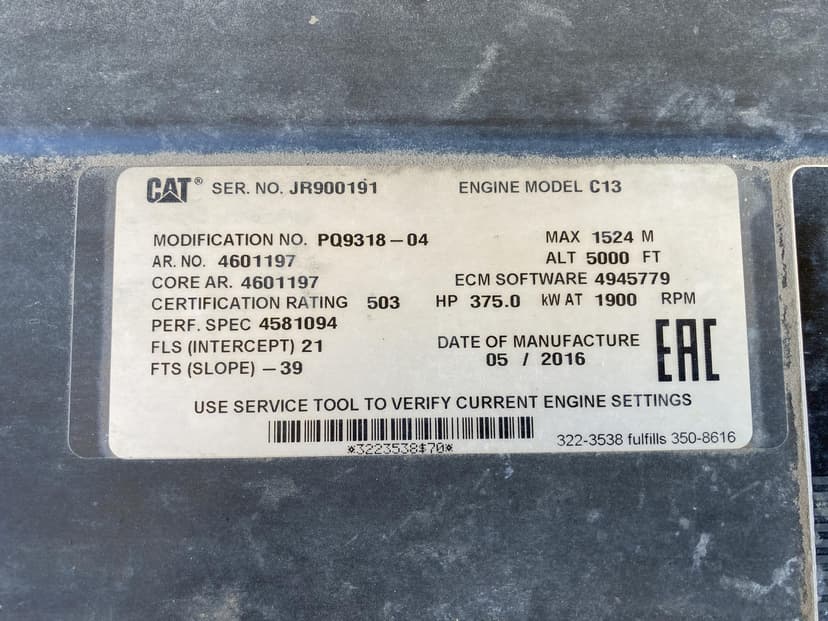 CAT® SER. NO. JR900191 ENGINE MODEL C13
MODIFICATION NO. PQ9318-04 MAX 1524 M
AR. NO. 4601197 ALT 5000 FT
CORE AR. 4601197 ECM SOFTWARE 4945779
CERTIFICATION RATING 503 HP 375.0 kW AT 1900 RPM
PERF. SPEC 4581094
FLS (INTERCEPT) 21 DATE OF MANUFACTURE
FTS (SLOPE) -39 05 / 2016 EAC
USE SERVICE TOOL TO VERIFY CURRENT ENGINE SETTINGS
*3223538$70* 322-3538 fulfills 350-8616